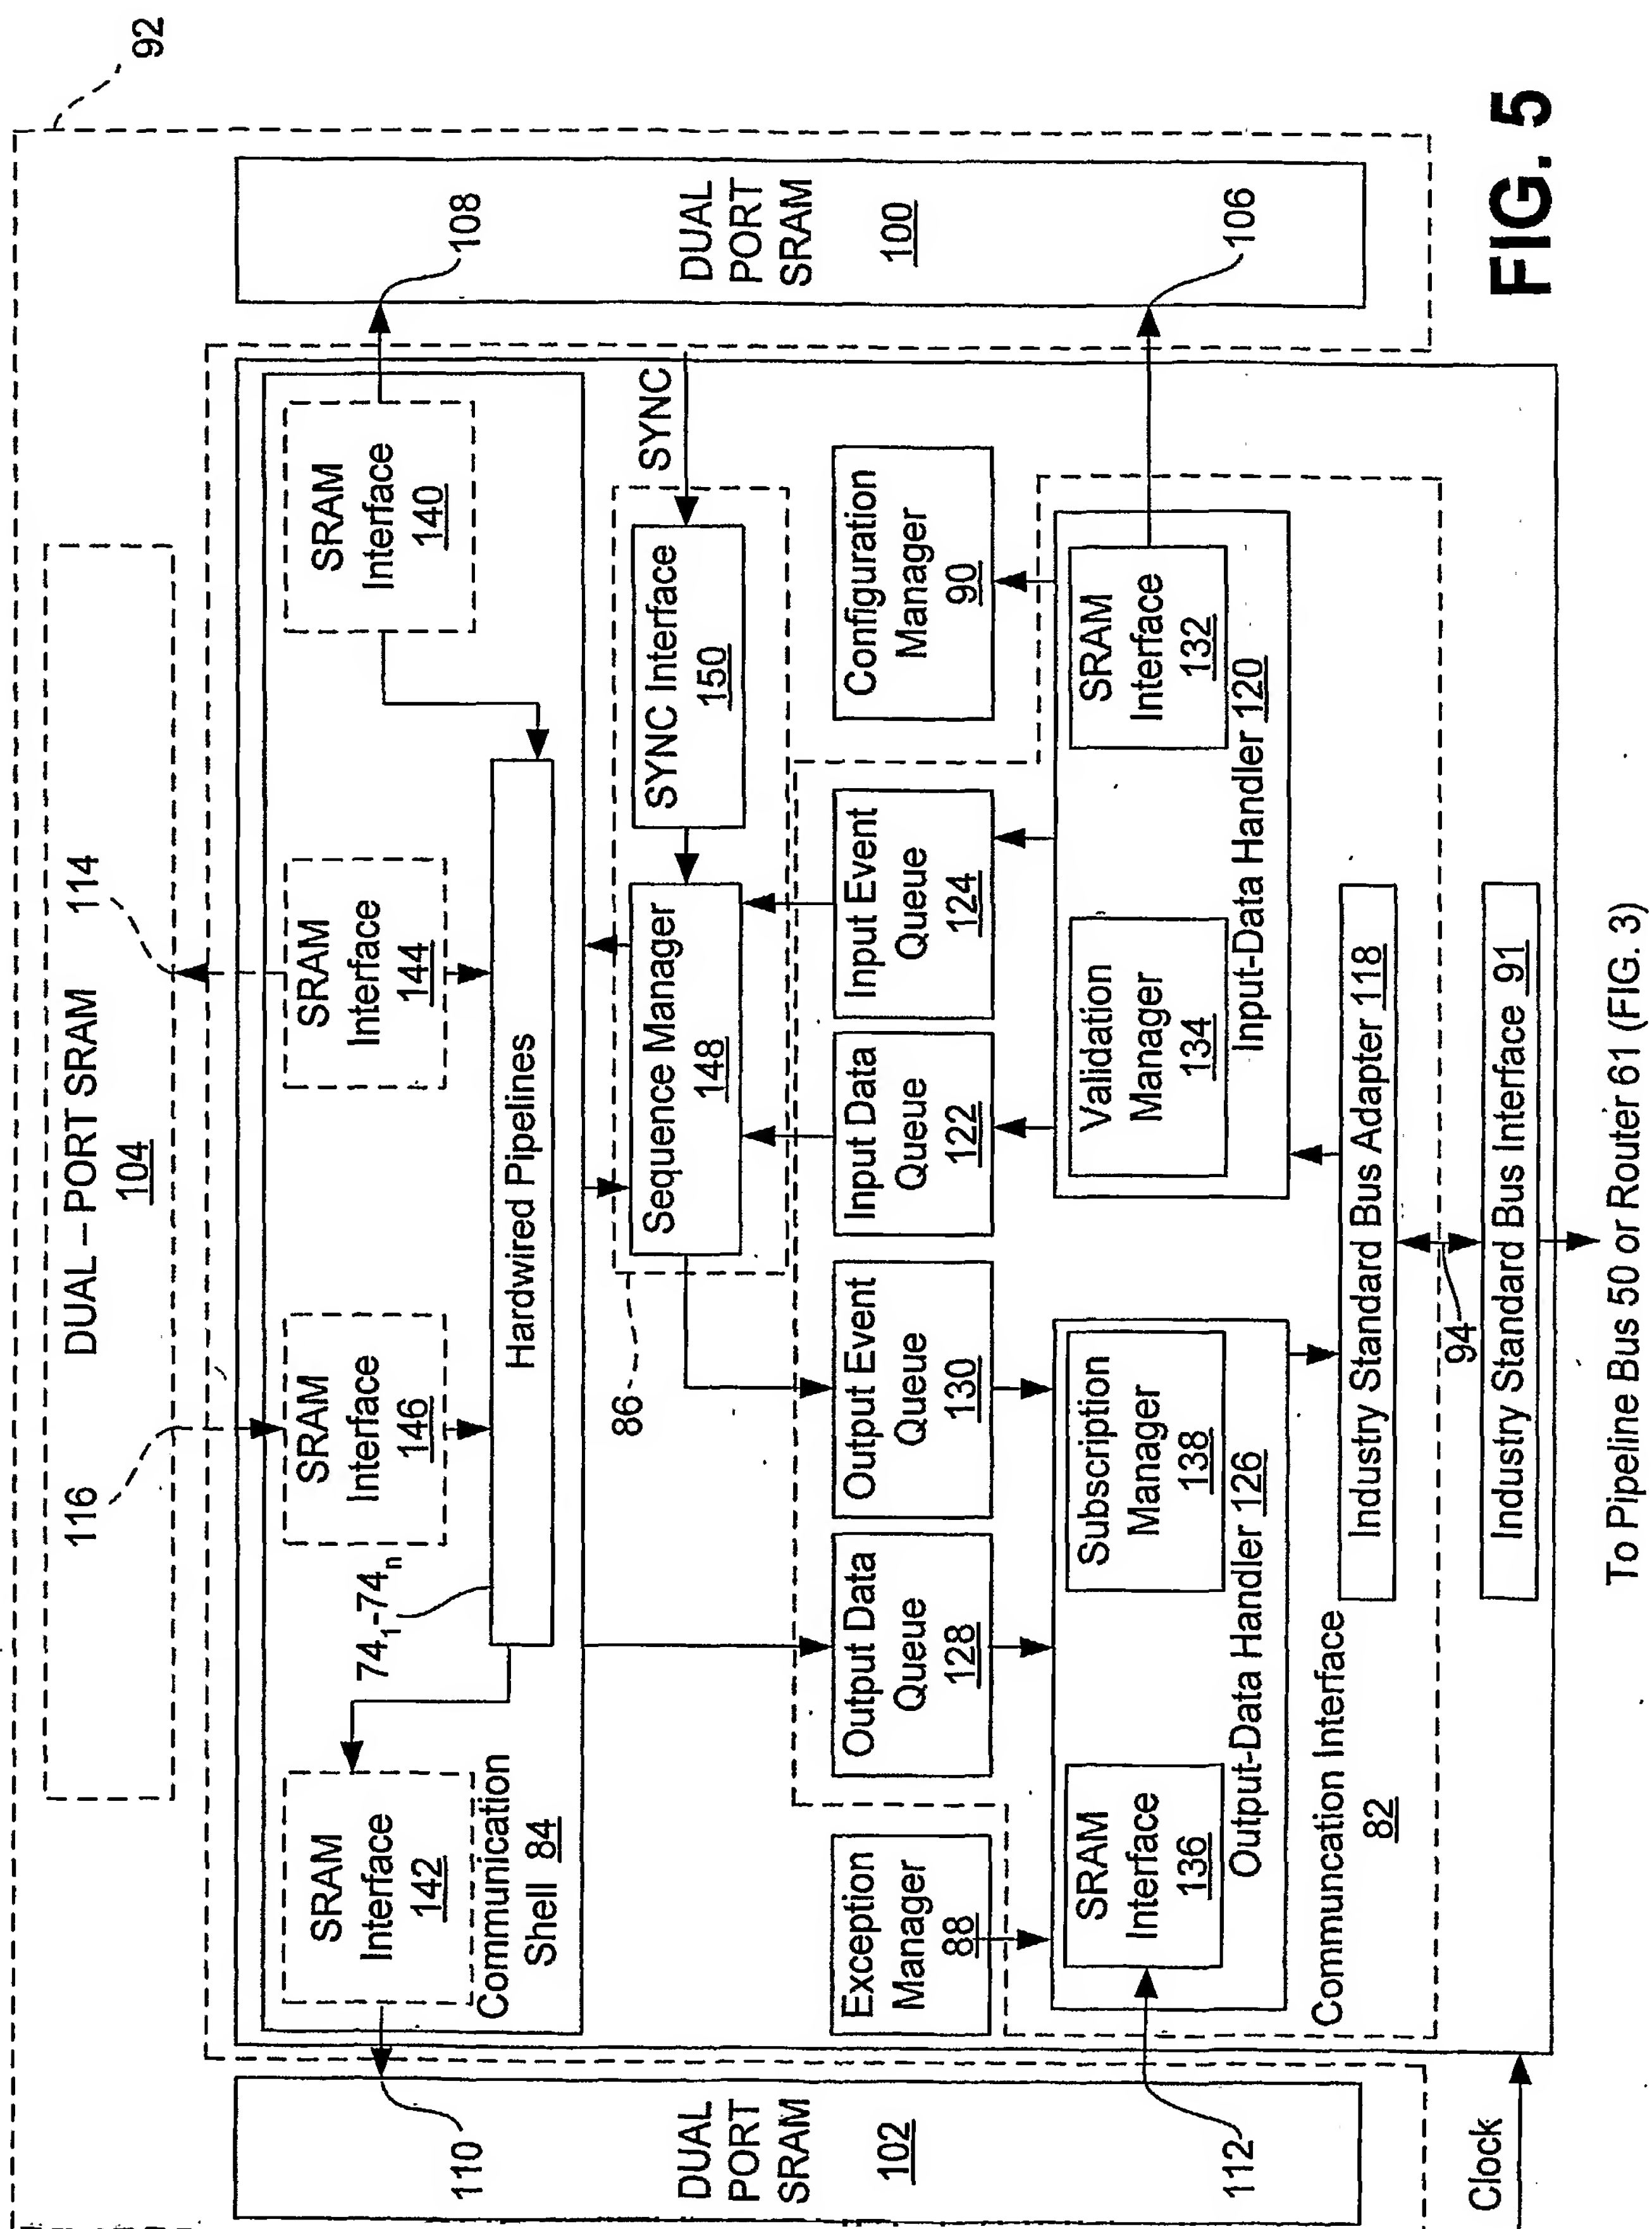 92
DUAL-PORT SRAM
104
116
114
SRAM
Interface
142
SRAM
Interface
146
SRAM
Interface
144
SRAM
Interface
140
74₁-74ₙ
Hardwired Pipelines
Communication
Shell 84
110
108
DUAL
PORT
SRAM
102
DUAL
PORT
SRAM
100
86
Sequence Manager
148
SYNC Interface
150
SYNC
Exception
Manager
88
Output Data
Queue
128
Output Event
Queue
130
Input Data
Queue
122
Input Event
Queue
124
Configuration
Manager
90
112
SRAM
Interface
136
Subscription
Manager
138
Output-Data Handler 126
Validation
Manager
134
SRAM
Interface
132
Input-Data Handler 120
106
Communcation Interface
82
Industry Standard Bus Adapter 118
94
Industry Standard Bus Interface 91
Clock
To Pipeline Bus 50 or Router 61 (FIG. 3)
FIG. 5